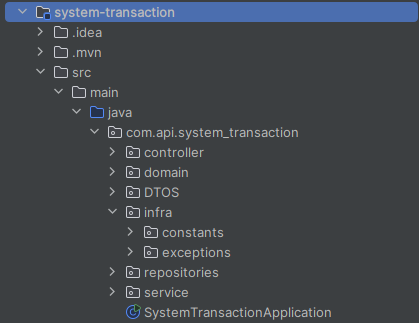 system-transaction
.idea
.mvn
src
main
java
com.api.system_transaction
controller
domain
DTOS
infra
constants
exceptions
repositories
service
SystemTransactionApplication